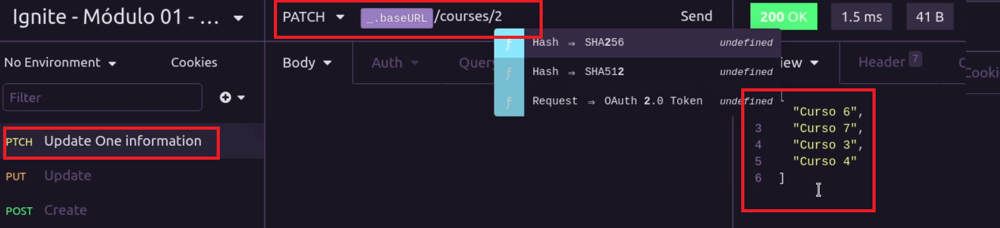 Ignite - Módulo 01 - ...
PATCH _.baseURL/courses/2 Send
200 OK 1.5 ms 41 B
No Environment Cookies
Body Auth Query
iew Header 7
Cooki
Filter
ƒ Hash ⇒ SHA256 undefined
ƒ Hash ⇒ SHA512 undefined
ƒ Request ⇒ OAuth 2.0 Token undefined
PTCH Update One information
PUT Update
POST Create
[
"Curso 6",
3 "Curso 7",
4 "Curso 3",
5 "Curso 4"
6 ]